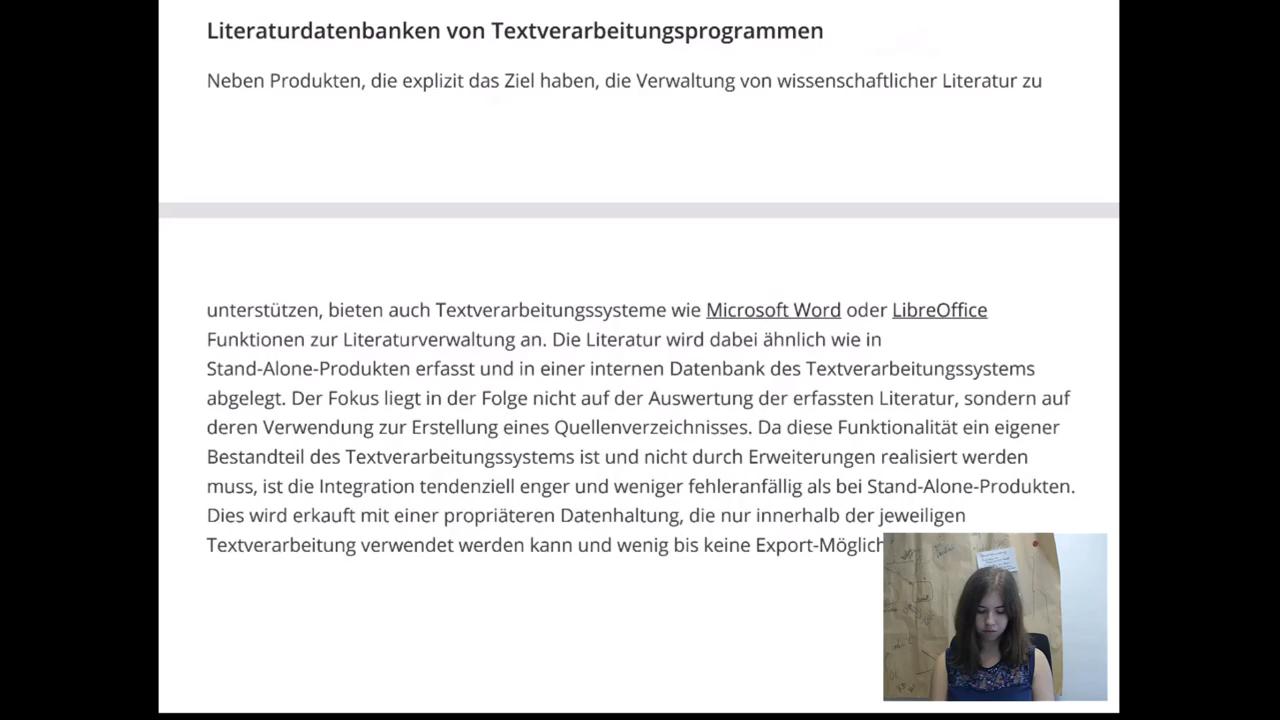 Literaturdatenbanken von Textverarbeitungsprogrammen
Neben Produkten, die explizit das Ziel haben, die Verwaltung von wissenschaftlicher Literatur zu
unterstützen, bieten auch Textverarbeitungssysteme wie Microsoft Word oder LibreOffice
Funktionen zur Literaturverwaltung an. Die Literatur wird dabei ähnlich wie in
Stand-Alone-Produkten erfasst und in einer internen Datenbank des Textverarbeitungssystems
abgelegt. Der Fokus liegt in der Folge nicht auf der Auswertung der erfassten Literatur, sondern auf
deren Verwendung zur Erstellung eines Quellenverzeichnisses. Da diese Funktionalität ein eigener
Bestandteil des Textverarbeitungssystems ist und nicht durch Erweiterungen realisiert werden
muss, ist die Integration tendenziell enger und weniger fehleranfällig als bei Stand-Alone-Produkten.
Dies wird erkauft mit einer propriäteren Datenhaltung, die nur innerhalb der jeweiligen
Textverarbeitung verwendet werden kann und wenig bis keine Export-Möglich